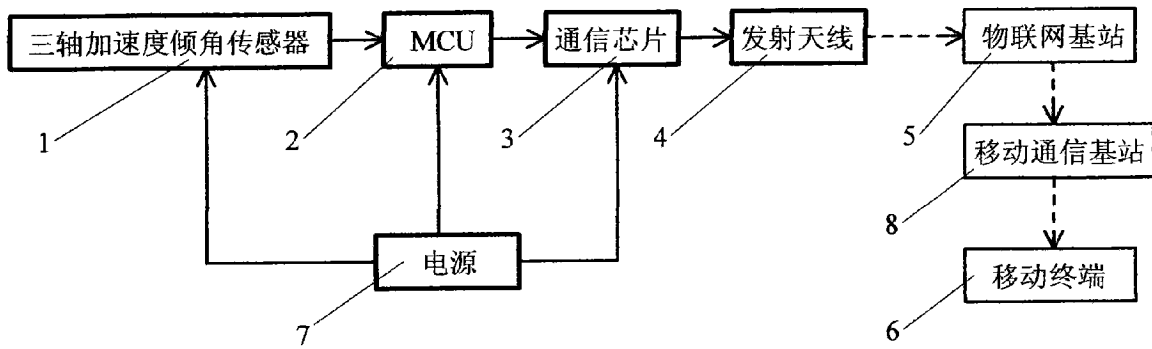 三轴加速度倾角传感器
MCU
通信芯片
发射天线
物联网基站
1
2
3
4
5
移动通信基站
8
电源
移动终端
7
6